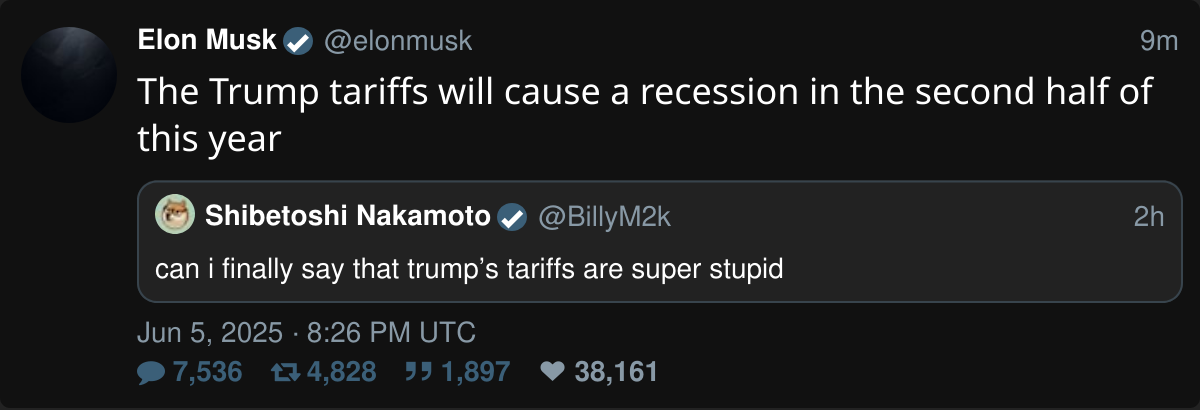 Elon Musk @elonmusk 9m
The Trump tariffs will cause a recession in the second half of
this year
Shibetoshi Nakamoto @BillyM2k 2h
can i finally say that trump’s tariffs are super stupid
Jun 5, 2025 · 8:26 PM UTC
7,536 4,828 1,897 38,161